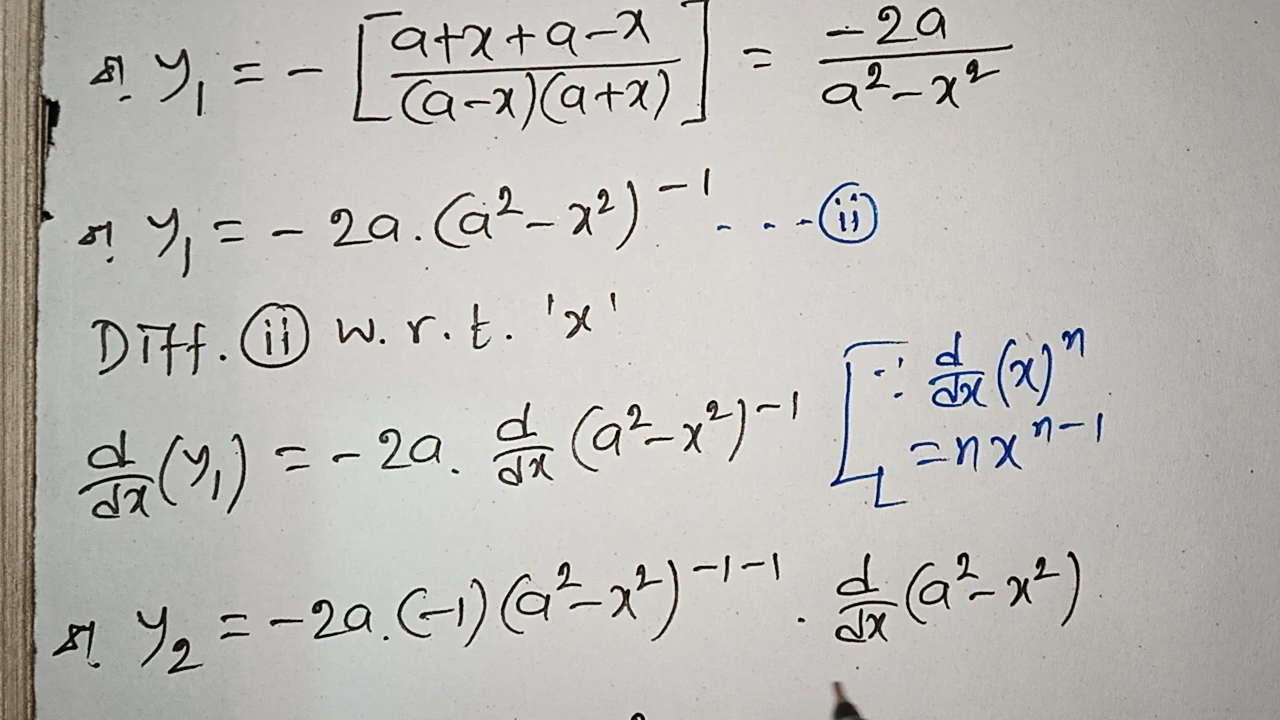 বা, y₁ = - [ (a+x+a-x) / (a-x)(a+x) ] = -2a / (a²-x²)
বা, y₁ = - 2a. (a²-x²)⁻¹ ...(ii)
Diff. (ii) w.r.t. 'x'
d/dx (y₁) = -2a. d/dx (a²-x²)⁻¹ [∵ d/dx (x)ⁿ
= nxⁿ⁻¹
বা, y₂ = -2a.(-1)(a²-x²)⁻¹⁻¹ . d/dx (a²-x²)